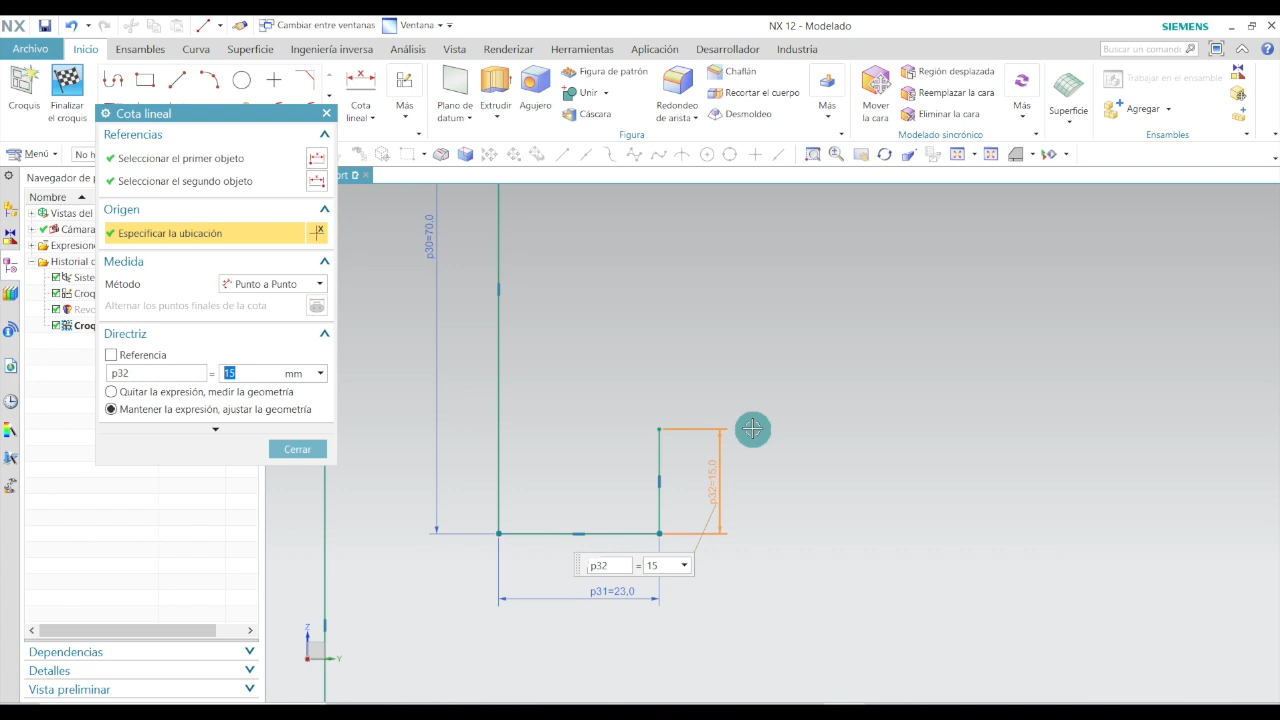 NX
Cambiar entre ventanas
Ventana
NX 12 - Modelado
SIEMENS
Archivo
Inicio
Ensambles
Curva
Superficie
Ingeniería inversa
Análisis
Vista
Renderizar
Herramientas
Aplicación
Desarrollador
Industria
Buscar un comando
Croquis
Finalizar
el croquis
Cota
lineal
Más
Plano de
datum
Extrudir
Agujero
Figura de patrón
Unir
Cáscara
Redondeo
de arista
Chaflán
Recortar el cuerpo
Desmoldeo
Más
Figura
Mover
la cara
Región desplazada
Reemplazar la cara
Eliminar la cara
Más
Modelado sincrónico
Superficie
Trabajar en el ensamble
Agregar
Ensambles
Menú
No h
Navegador de p
Nombre
Vistas del
Cámara
Expresione
Historial d
Siste
Croq
Revo
Croq
Dependencias
Detalles
Vista preliminar
ort
Cota lineal
Referencias
Seleccionar el primer objeto
Seleccionar el segundo objeto
Origen
Especificar la ubicación
Medida
Método
Punto a Punto
Alternar los puntos finales de la cota
Directriz
Referencia
p32 = 15 mm
Quitar la expresión, medir la geometría
Mantener la expresión, ajustar la geometría
Cerrar
p30=70,0
p32=15,0
p32 = 15
p31=23,0
Z
Y